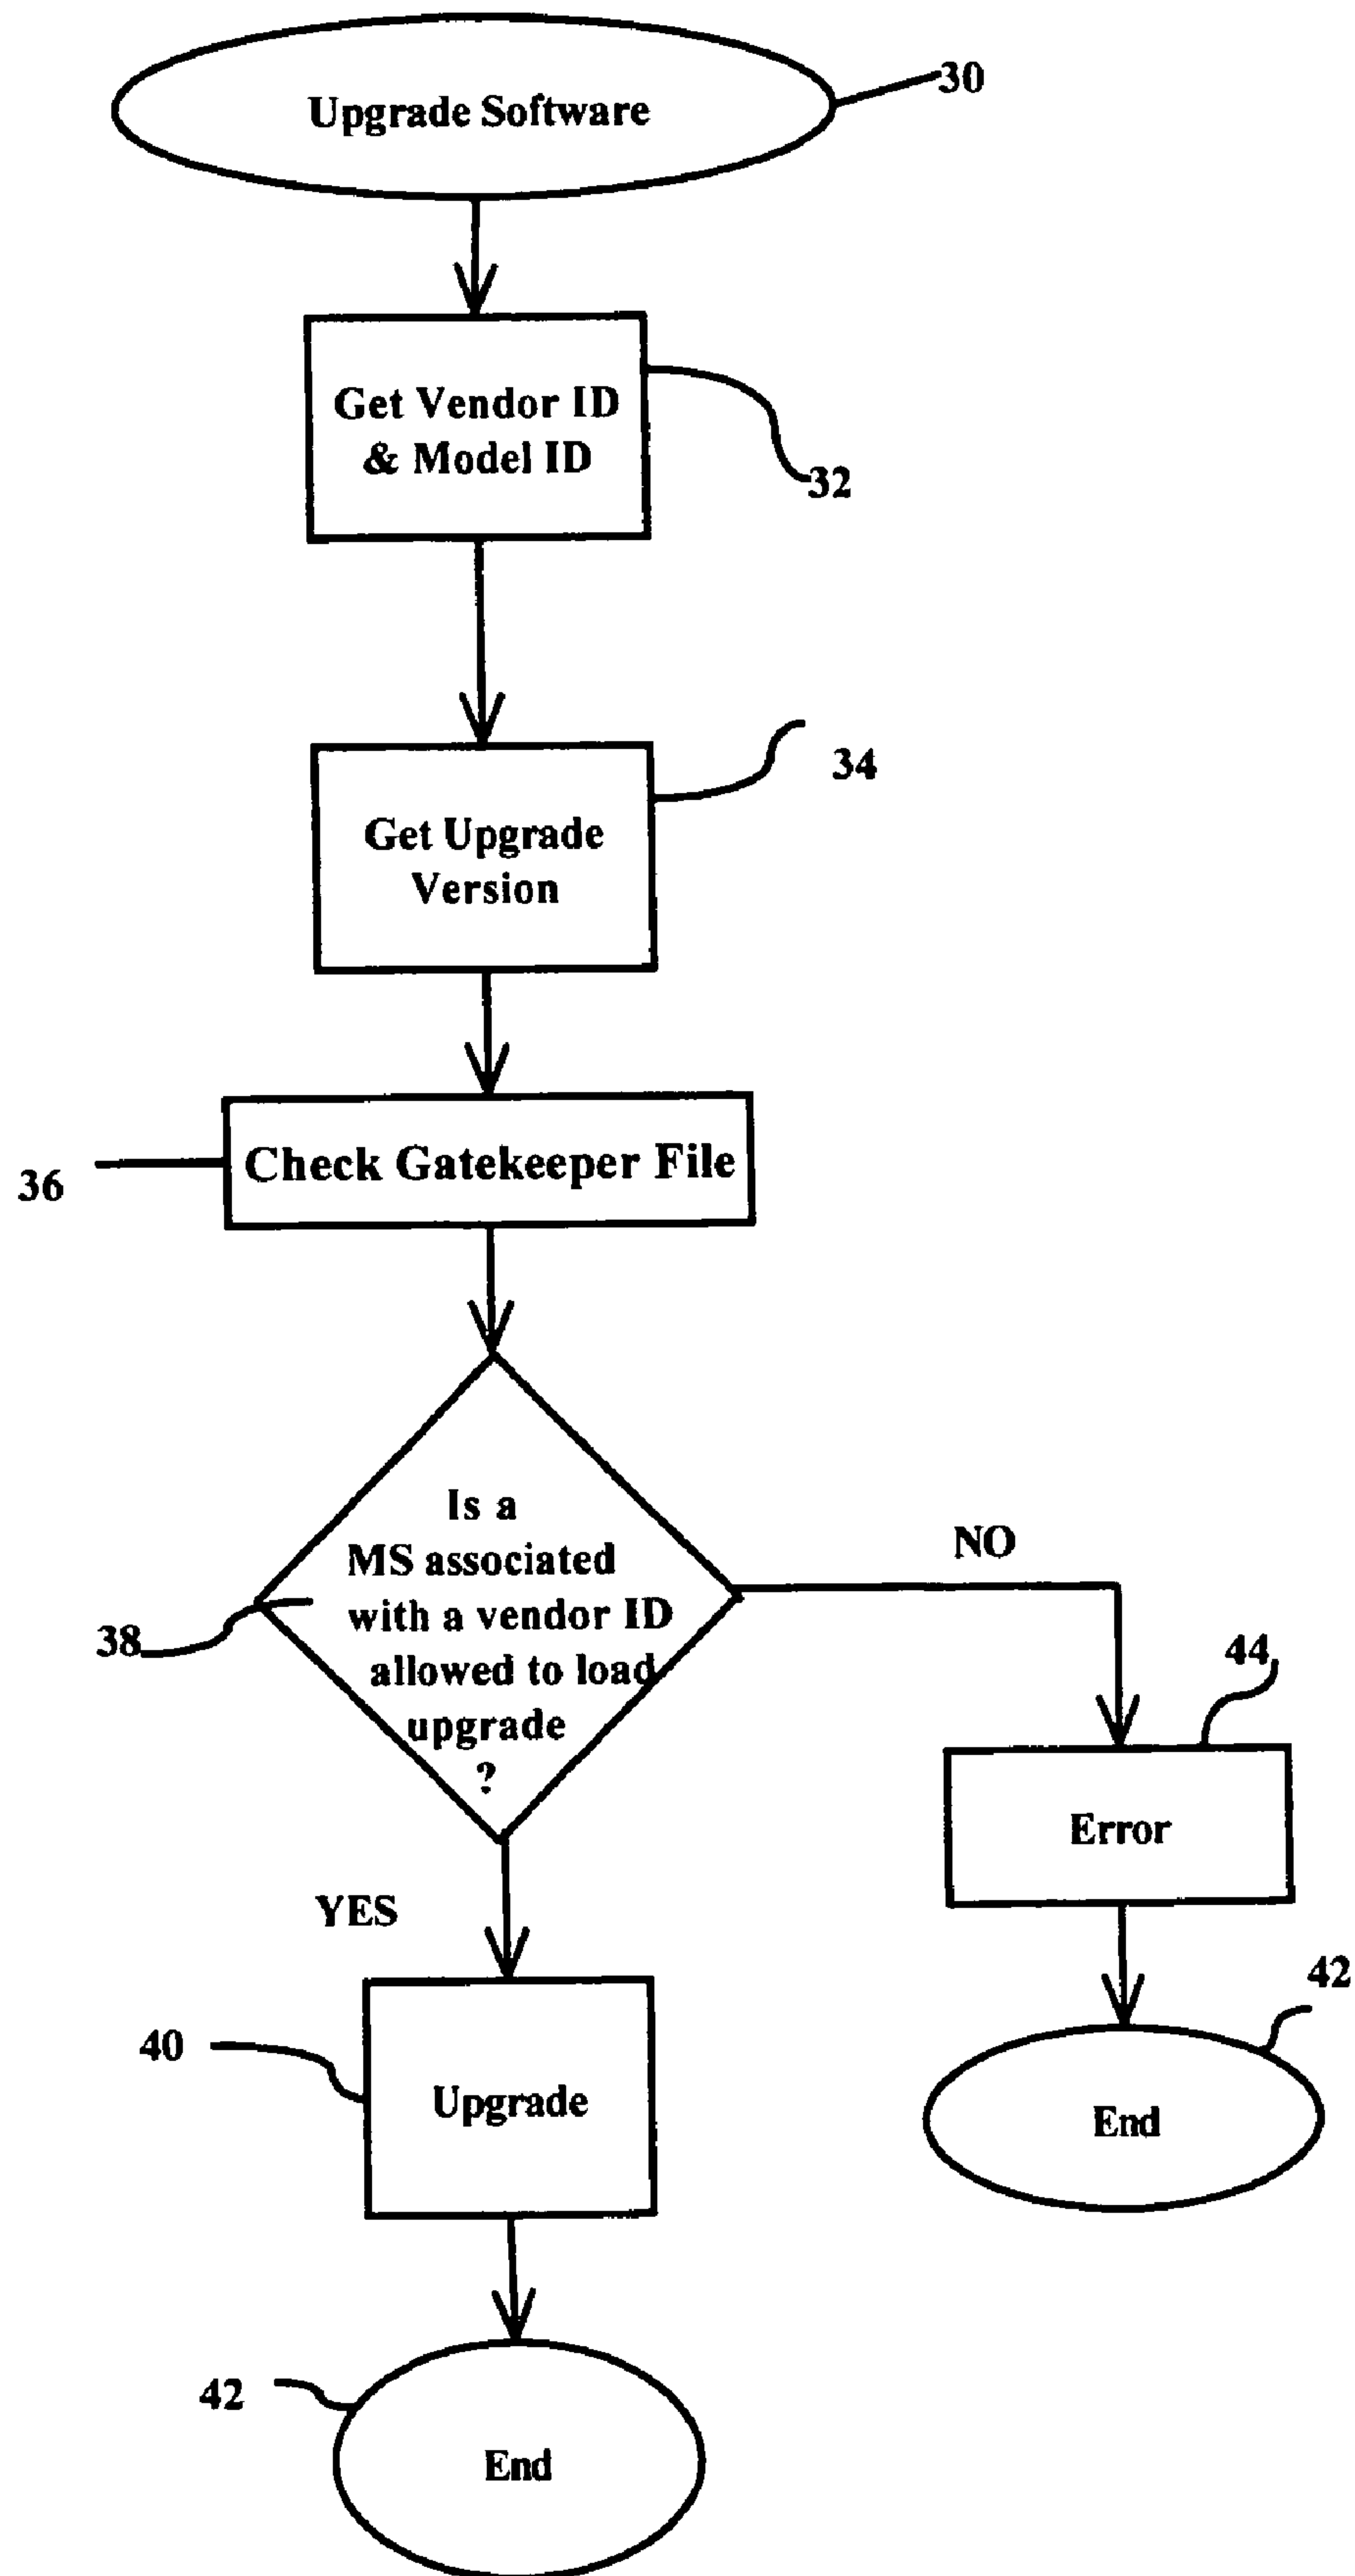 Upgrade Software
30
Get Vendor ID
& Model ID
32
34
Get Upgrade
Version
36
Check Gatekeeper File
Is a
MS associated
with a vendor ID
allowed to load
upgrade
?
38
NO
44
Error
YES
42
End
40
Upgrade
42
End